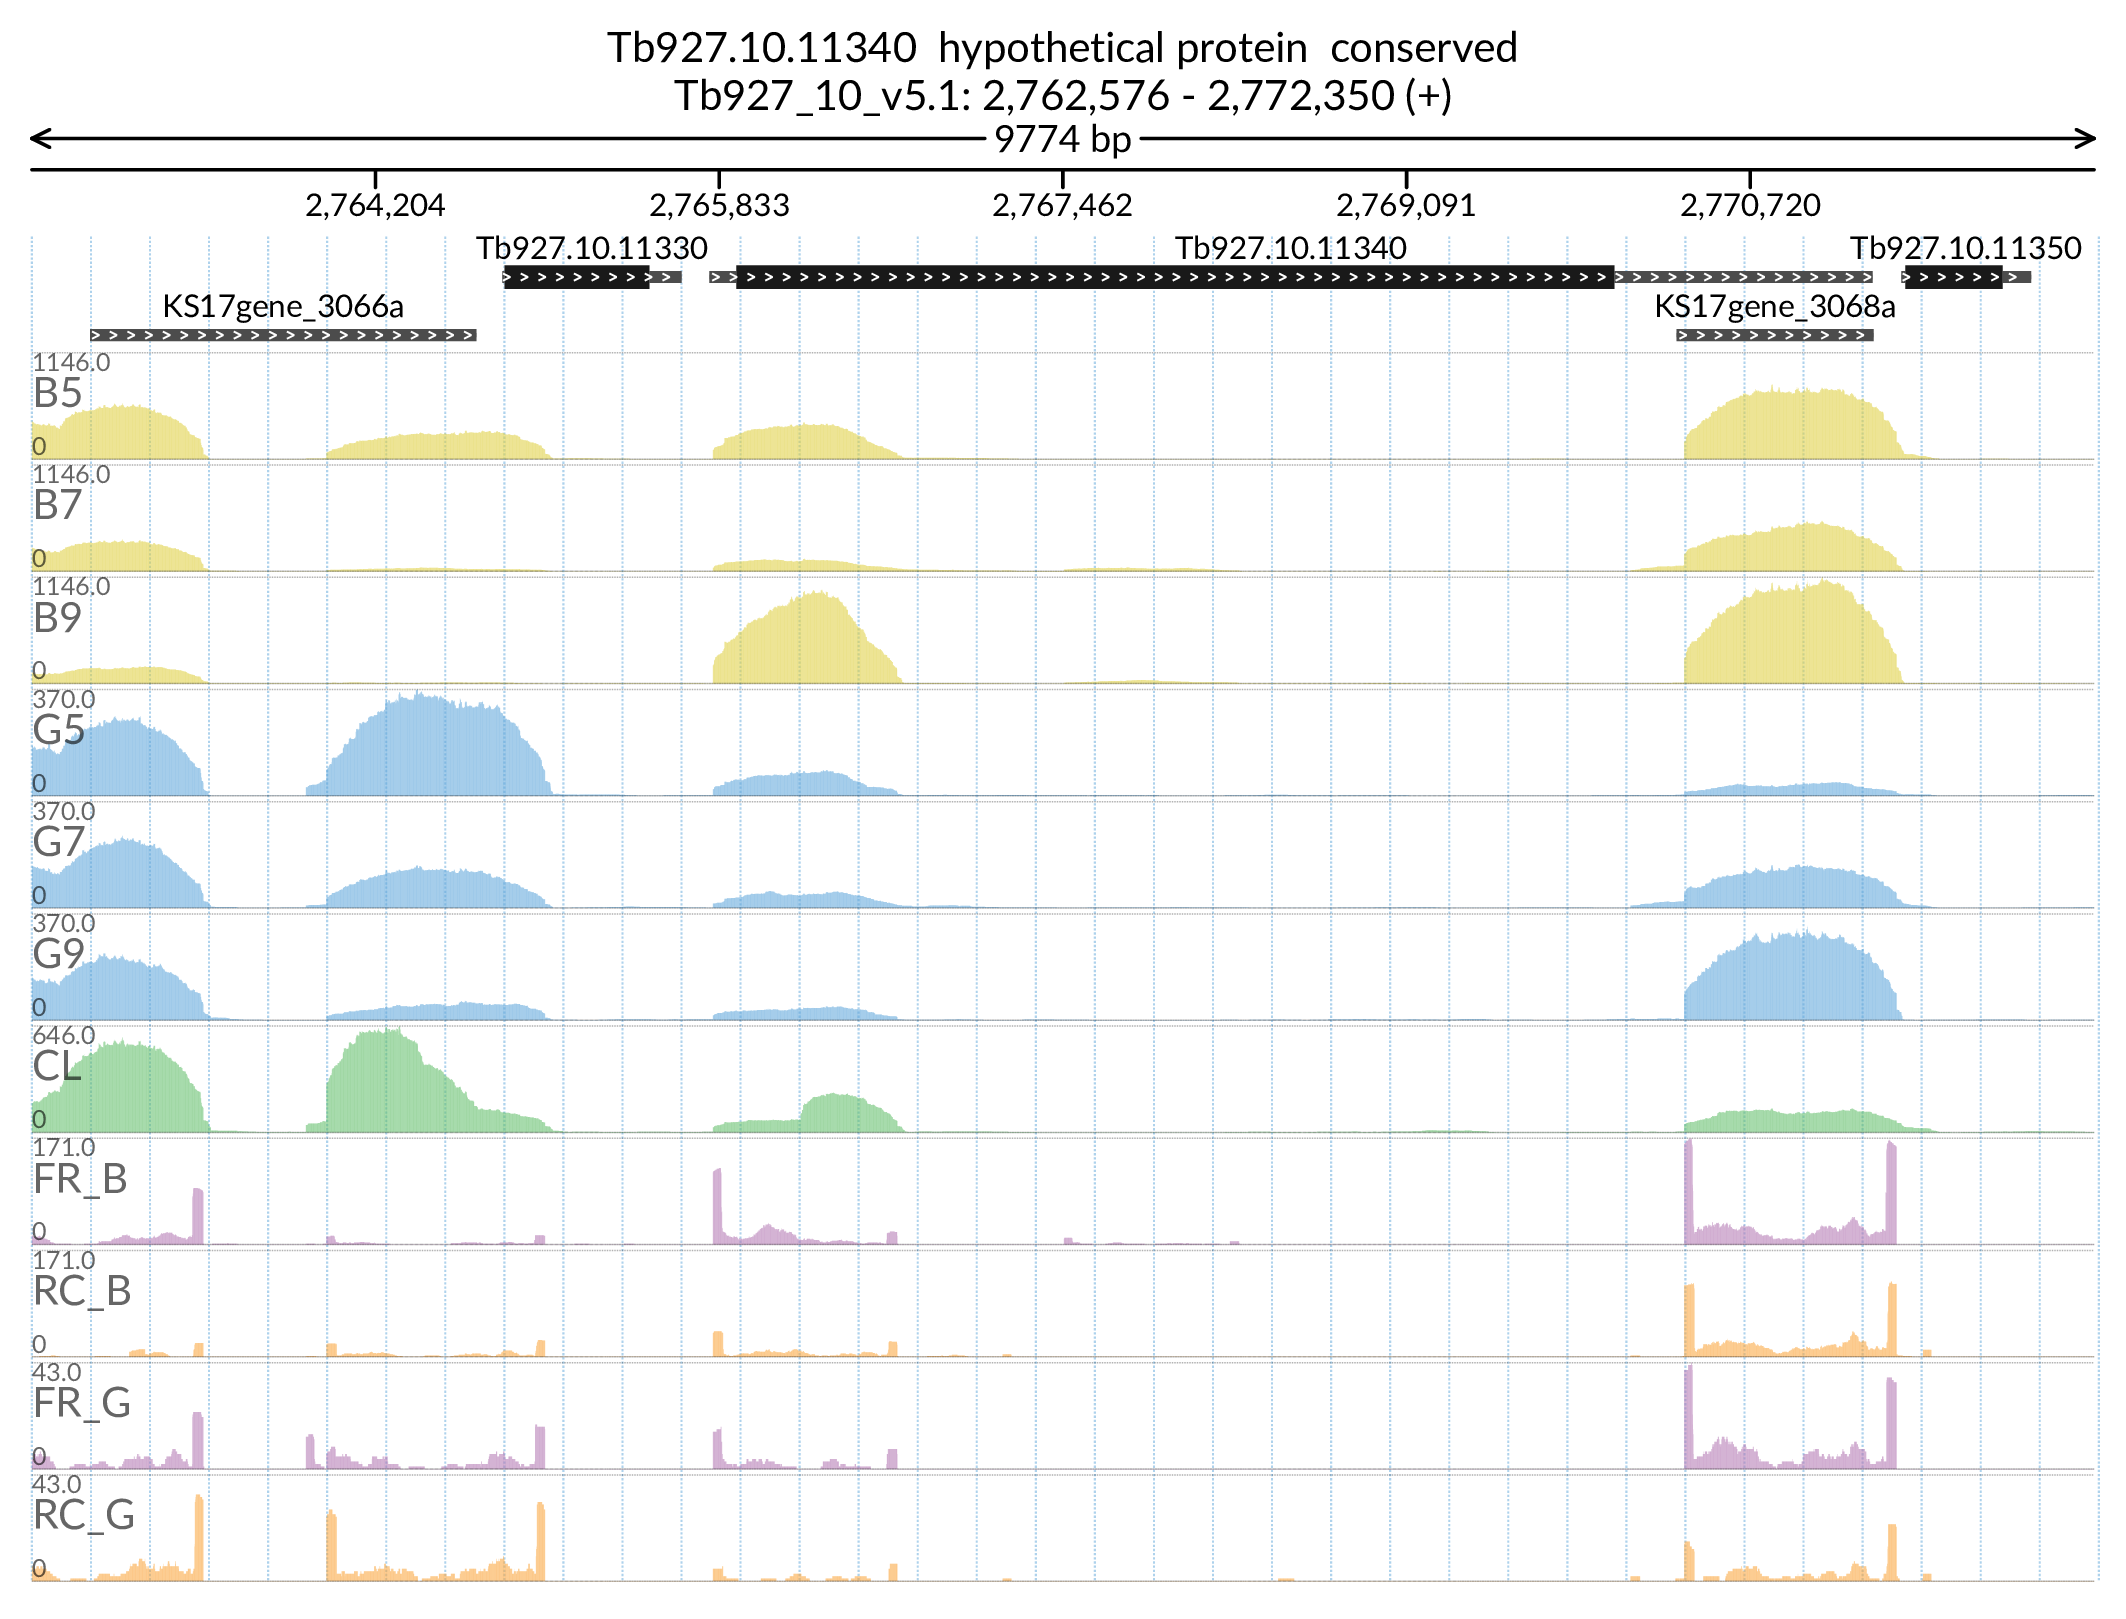 Tb927.10.11340  hypothetical protein  conserved
Tb927_10_v5.1: 2,762,576 - 2,772,350 (+)
9774 bp
2,764,204 2,765,833 2,767,462 2,769,091 2,770,720
Tb927.10.11330 Tb927.10.11340 Tb927.10.11350
KS17gene_3066a KS17gene_3068a
1146.0
B5
0
1146.0
B7
0
1146.0
B9
0
370.0
G5
0
370.0
G7
0
370.0
G9
0
646.0
CL
0
171.0
FR_B
0
171.0
RC_B
0
43.0
FR_G
0
43.0
RC_G
0